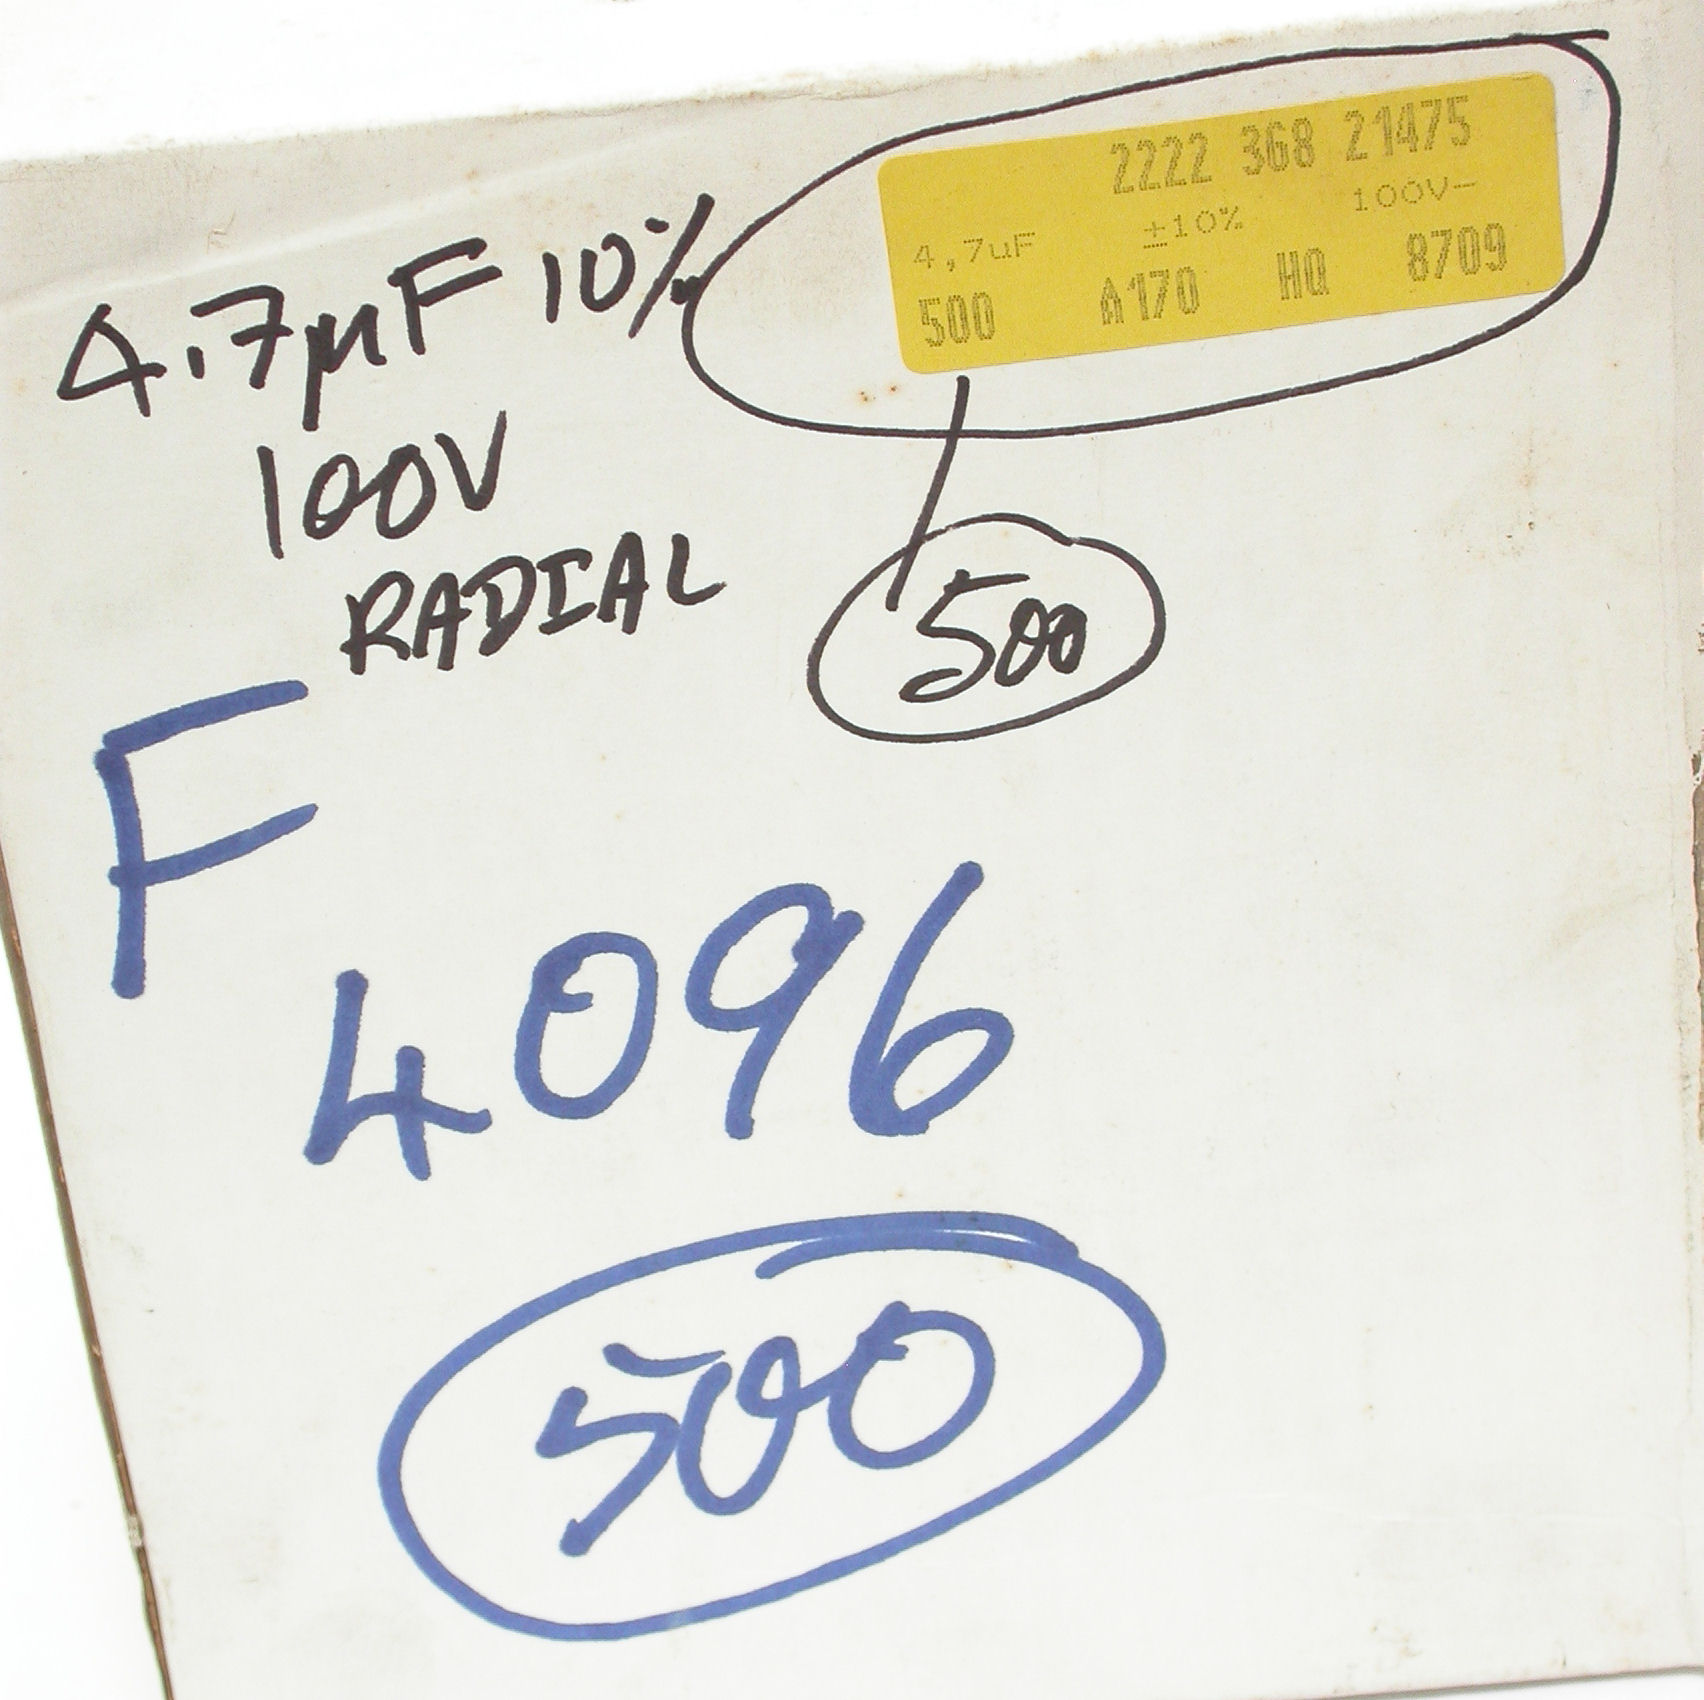 2222 368 21475
4,7uF ±10% 100V-
500 A170 HQ 8709
4.7µF 10%
100V
RADIAL
500
F
4096
500